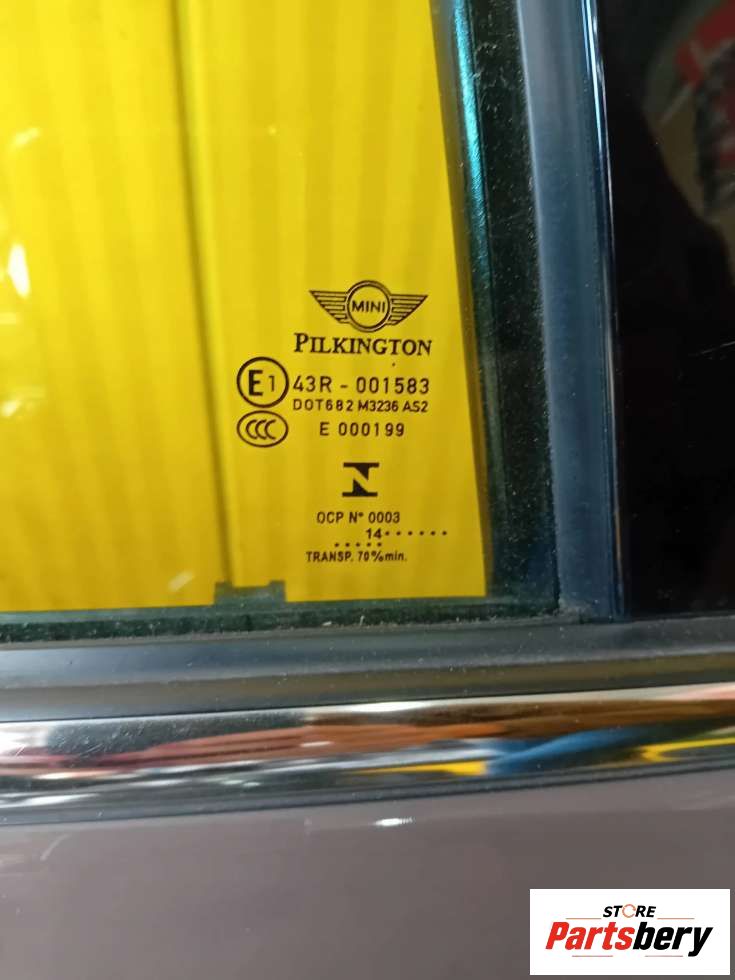 MINI
PILKINGTON
E1 43R - 001583
DOT682 M3236 AS2
CCC E 000199
N
OCP N° 0003
14••••••
•••••
TRANSP. 70%min.
STORE
Partsbery